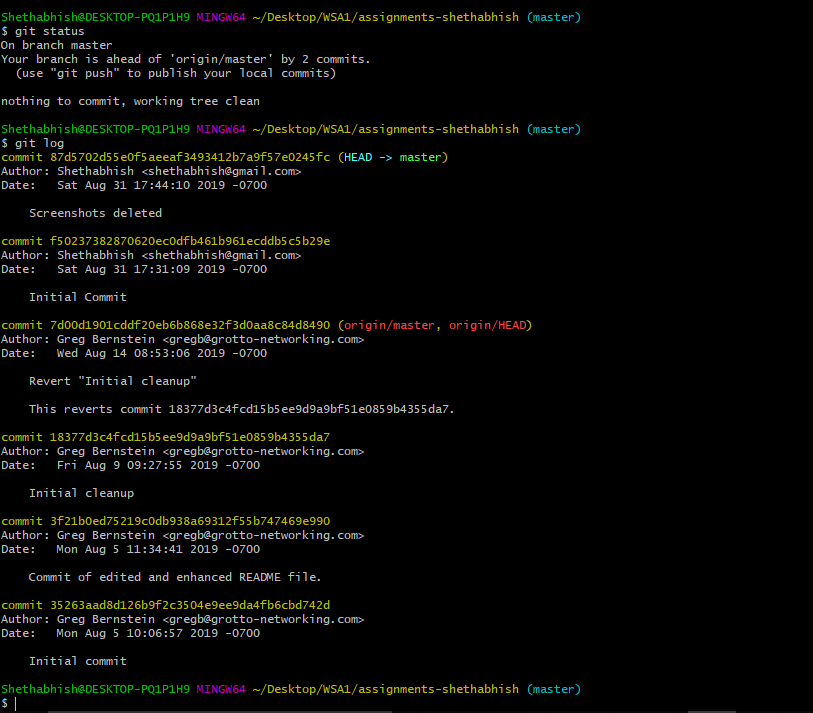 Shethabhish@DESKTOP-PQ1P1H9 MINGW64 ~/Desktop/WSA1/assignments-shethabhish (master)
$ git status
On branch master
Your branch is ahead of 'origin/master' by 2 commits.
  (use "git push" to publish your local commits)

nothing to commit, working tree clean

Shethabhish@DESKTOP-PQ1P1H9 MINGW64 ~/Desktop/WSA1/assignments-shethabhish (master)
$ git log
commit 87d5702d55e0f5aeeaf3493412b7a9f57e0245fc (HEAD -> master)
Author: Shethabhish <shethabhish@gmail.com>
Date:   Sat Aug 31 17:44:10 2019 -0700

    Screenshots deleted

commit f50237382870620ec0dfb461b961ecddb5c5b29e
Author: Shethabhish <shethabhish@gmail.com>
Date:   Sat Aug 31 17:31:09 2019 -0700

    Initial Commit

commit 7d00d1901cddf20eb6b868e32f3d0aa8c84d8490 (origin/master, origin/HEAD)
Author: Greg Bernstein <gregb@grotto-networking.com>
Date:   Wed Aug 14 08:53:06 2019 -0700

    Revert "Initial cleanup"

    This reverts commit 18377d3c4fcd15b5ee9d9a9bf51e0859b4355da7.

commit 18377d3c4fcd15b5ee9d9a9bf51e0859b4355da7
Author: Greg Bernstein <gregb@grotto-networking.com>
Date:   Fri Aug 9 09:27:55 2019 -0700

    Initial cleanup

commit 3f21b0ed75219c0db938a69312f55b747469e990
Author: Greg Bernstein <gregb@grotto-networking.com>
Date:   Mon Aug 5 11:34:41 2019 -0700

    Commit of edited and enhanced README file.

commit 35263aad8d126b9f2c3504e9ee9da4fb6cbd742d
Author: Greg Bernstein <gregb@grotto-networking.com>
Date:   Mon Aug 5 10:06:57 2019 -0700

    Initial commit

Shethabhish@DESKTOP-PQ1P1H9 MINGW64 ~/Desktop/WSA1/assignments-shethabhish (master)
$